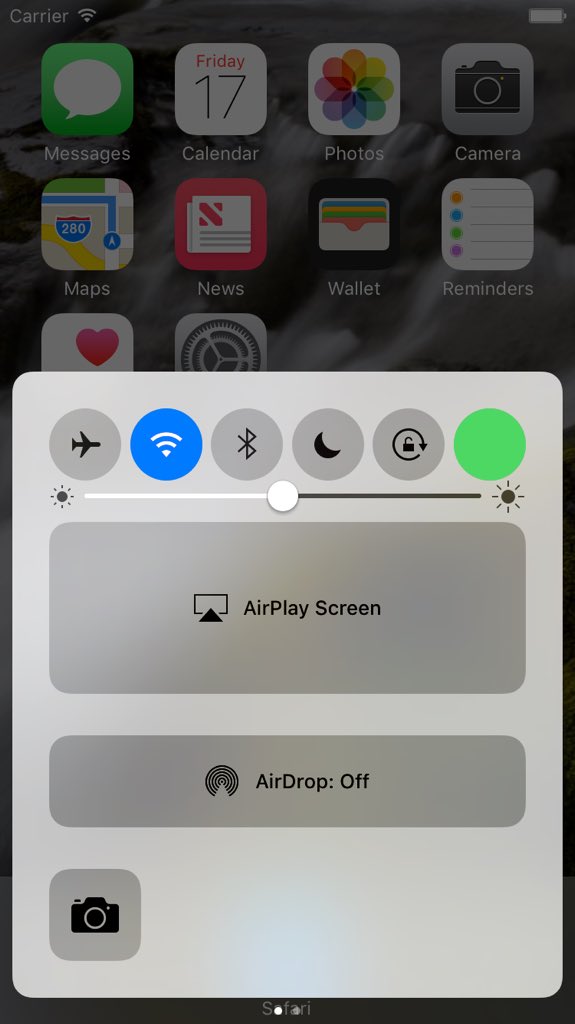 Carrier
Friday
17
Messages
Calendar
Photos
Camera
280
Maps
News
Wallet
Reminders
AirPlay Screen
AirDrop: Off
Safari